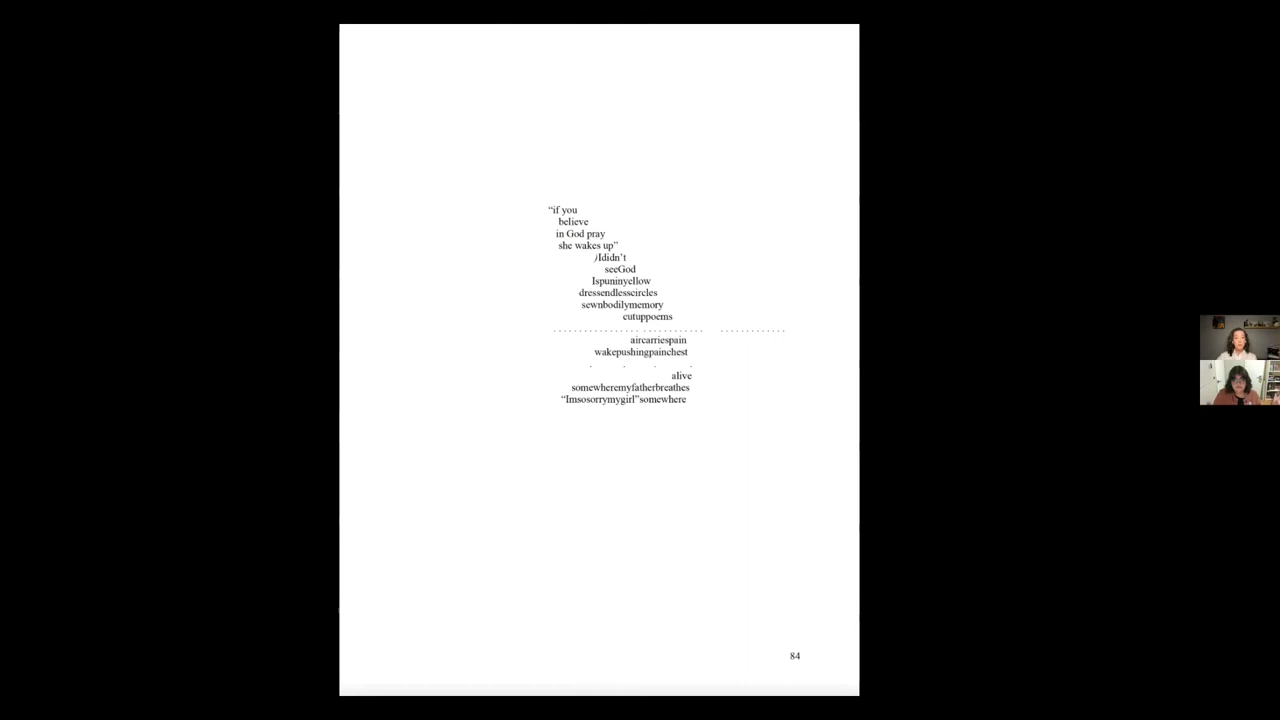 “if you
believe
in God pray
she wakes up”
)Ididn’t
seeGod
Ispuninyellow
dressendlesscircles
sewnbodilymemory
cutuppoems
. . . . . . . . . . . . . . . . . . . . . . . . . . . . . . . . . . . . . . . . . .
aircarriespain
wakepushingpainchest
. . . .
alive
somewheremyfatherbreathes
“Imsosorrymygirl”somewhere
84